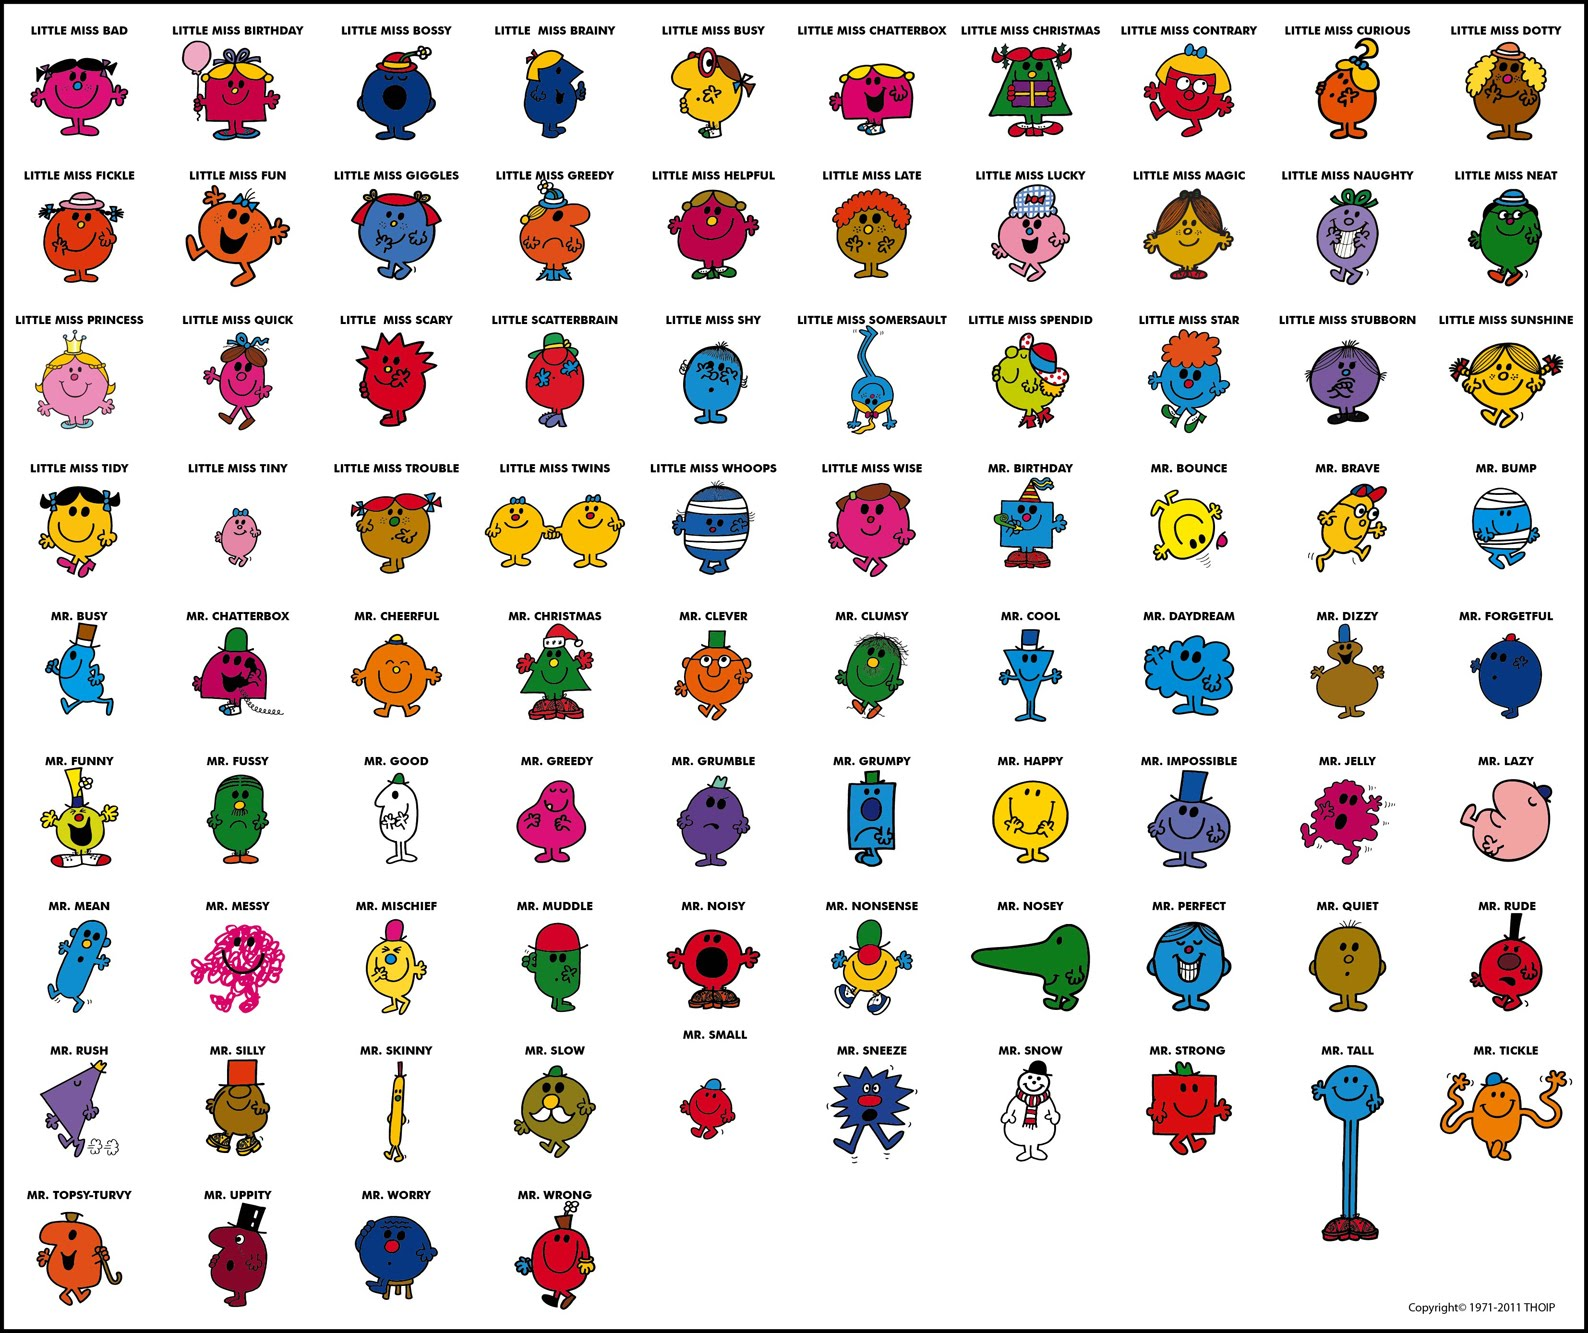 LITTLE MISS BAD
LITTLE MISS BIRTHDAY
LITTLE MISS BOSSY
LITTLE MISS BRAINY
LITTLE MISS BUSY
LITTLE MISS CHATTERBOX
LITTLE MISS CHRISTMAS
LITTLE MISS CONTRARY
LITTLE MISS CURIOUS
LITTLE MISS DOTTY
LITTLE MISS FICKLE
LITTLE MISS FUN
LITTLE MISS GIGGLES
LITTLE MISS GREEDY
LITTLE MISS HELPFUL
LITTLE MISS LATE
LITTLE MISS LUCKY
LITTLE MISS MAGIC
LITTLE MISS NAUGHTY
LITTLE MISS NEAT
LITTLE MISS PRINCESS
LITTLE MISS QUICK
LITTLE MISS SCARY
LITTLE SCATTERBRAIN
LITTLE MISS SHY
LITTLE MISS SOMERSAULT
LITTLE MISS SPENDID
LITTLE MISS STAR
LITTLE MISS STUBBORN
LITTLE MISS SUNSHINE
LITTLE MISS TIDY
LITTLE MISS TINY
LITTLE MISS TROUBLE
LITTLE MISS TWINS
LITTLE MISS WHOOPS
LITTLE MISS WISE
MR. BIRTHDAY
MR. BOUNCE
MR. BRAVE
MR. BUMP
MR. BUSY
MR. CHATTERBOX
MR. CHEERFUL
MR. CHRISTMAS
MR. CLEVER
MR. CLUMSY
MR. COOL
MR. DAYDREAM
MR. DIZZY
MR. FORGETFUL
MR. FUNNY
MR. FUSSY
MR. GOOD
MR. GREEDY
MR. GRUMBLE
MR. GRUMPY
MR. HAPPY
MR. IMPOSSIBLE
MR. JELLY
MR. LAZY
MR. MEAN
MR. MESSY
MR. MISCHIEF
MR. MUDDLE
MR. NOISY
MR. NONSENSE
MR. NOSEY
MR. PERFECT
MR. QUIET
MR. RUDE
MR. RUSH
MR. SILLY
MR. SKINNY
MR. SLOW
MR. SMALL
MR. SNEEZE
MR. SNOW
MR. STRONG
MR. TALL
MR. TICKLE
MR. TOPSY-TURVY
MR. UPPITY
MR. WORRY
MR. WRONG
Copyright© 1971-2011 THOIP